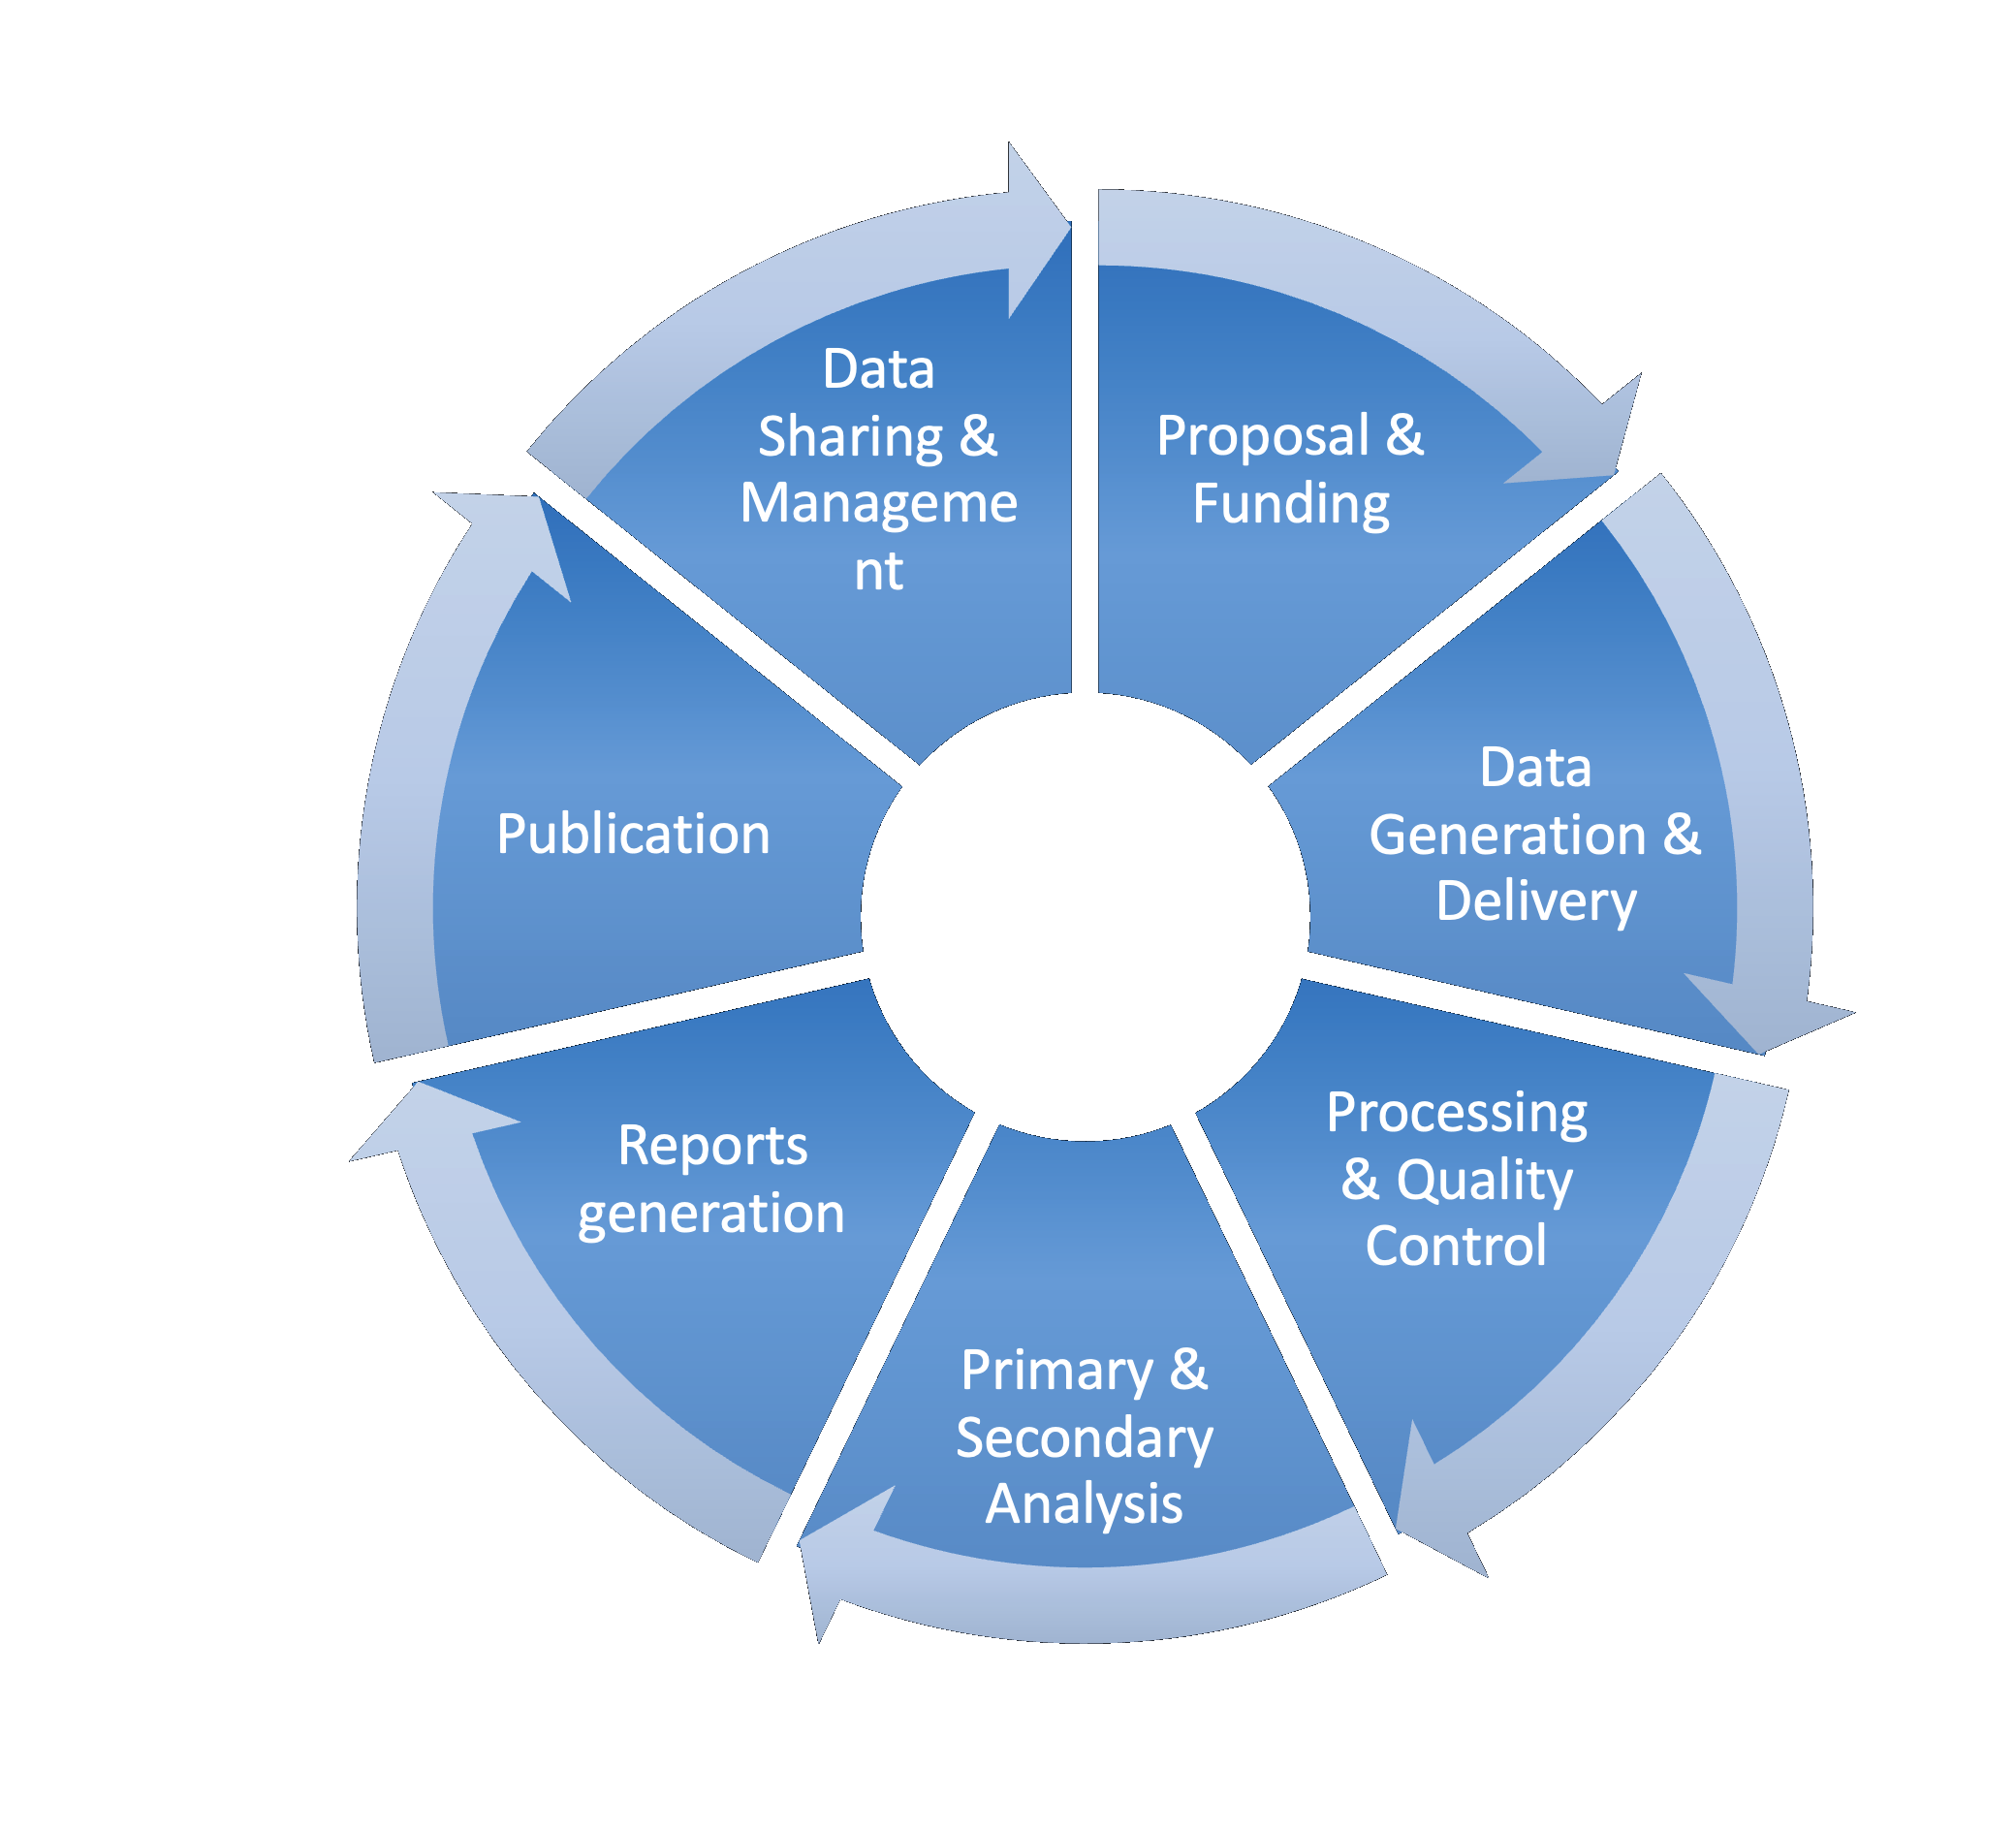 Proposal &
Funding
Data
Generation &
Delivery
Processing
& Quality
Control
Primary &
Secondary
Analysis
Reports
generation
Publication
Data
Sharing &
Manageme
nt